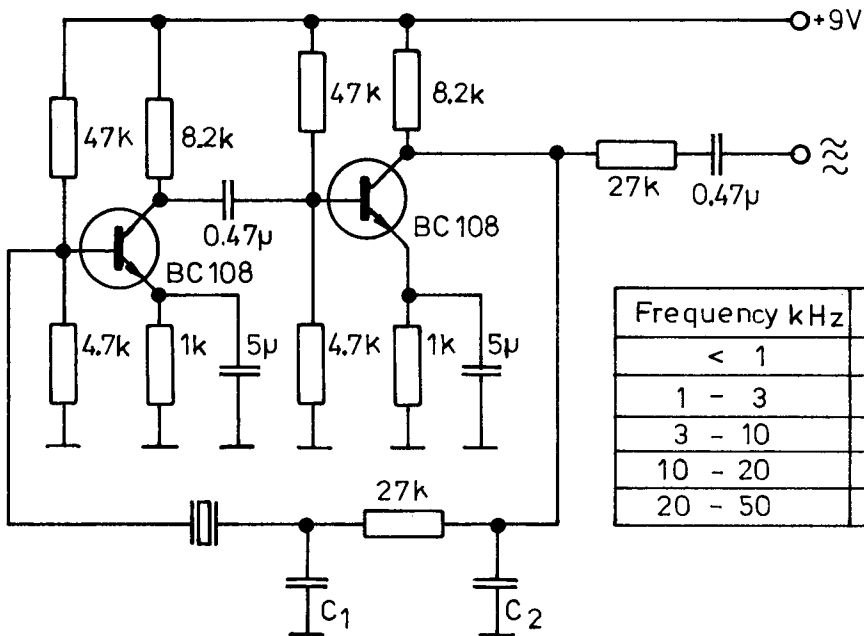 +9V
47k
8.2k
47k
8.2k
0.47µ
BC108
BC108
27k
0.47µ
≈
4.7k
1k
5µ
4.7k
1k
5µ
27k
C1
C2
Frequency kHz
< 1
1 – 3
3 – 10
10 – 20
20 – 50